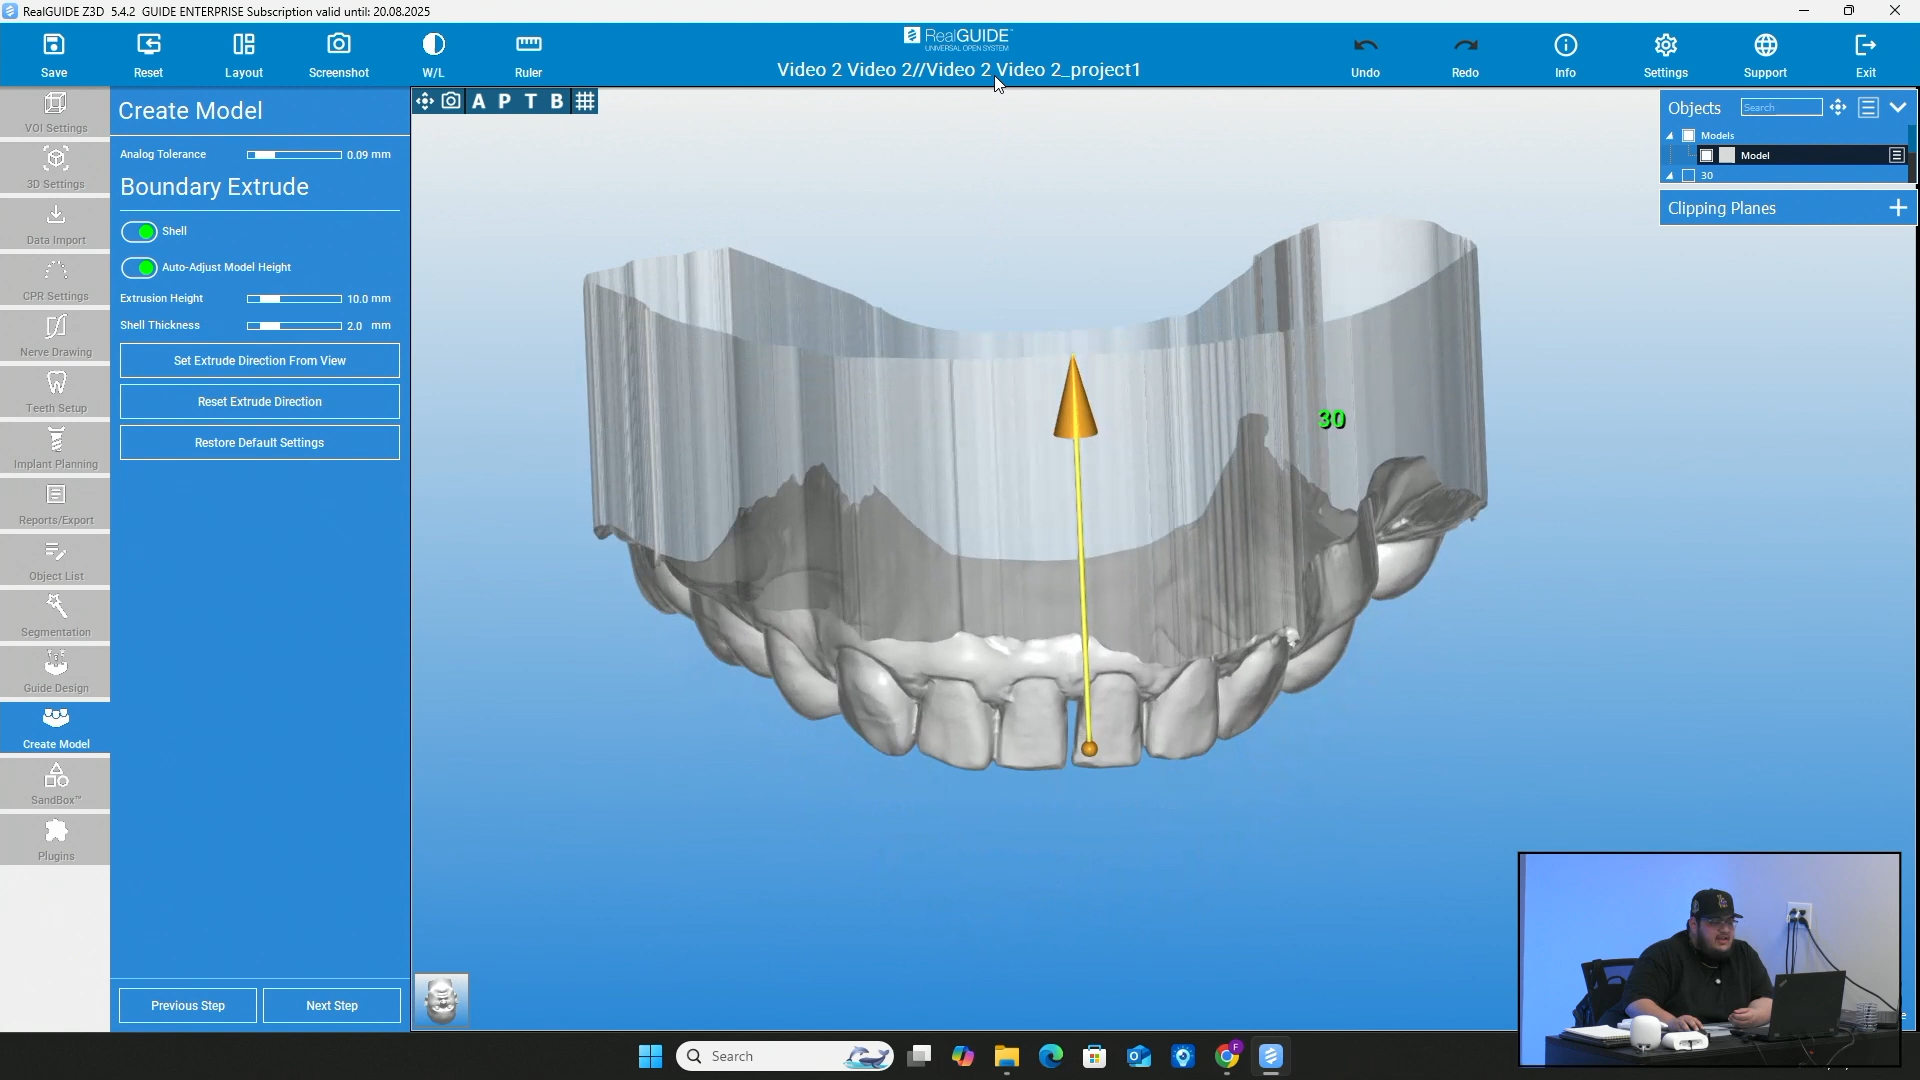 RealGUIDE Z3D 5.4.2 GUIDE ENTERPRISE Subscription valid until: 20.08.2025
Save
Reset
Layout
Screenshot
W/L
Ruler
RealGUIDE
UNIVERSAL OPEN SYSTEM
Video 2 Video 2//Video 2 Video 2_project1
Undo
Redo
Info
Settings
Support
Exit
VOI Settings
3D Settings
Data Import
CPR Settings
Nerve Drawing
Teeth Setup
Implant Planning
Reports/Export
Object List
Segmentation
Guide Design
Create Model
SandBox™
Plugins
Create Model
Analog Tolerance 0.09 mm
Boundary Extrude
Shell
Auto-Adjust Model Height
Extrusion Height 10.0 mm
Shell Thickness 2.0 mm
Set Extrude Direction From View
Reset Extrude Direction
Restore Default Settings
Previous Step
Next Step
A P T B
30
Objects Search
Models
Model
30
Clipping Planes +
Search